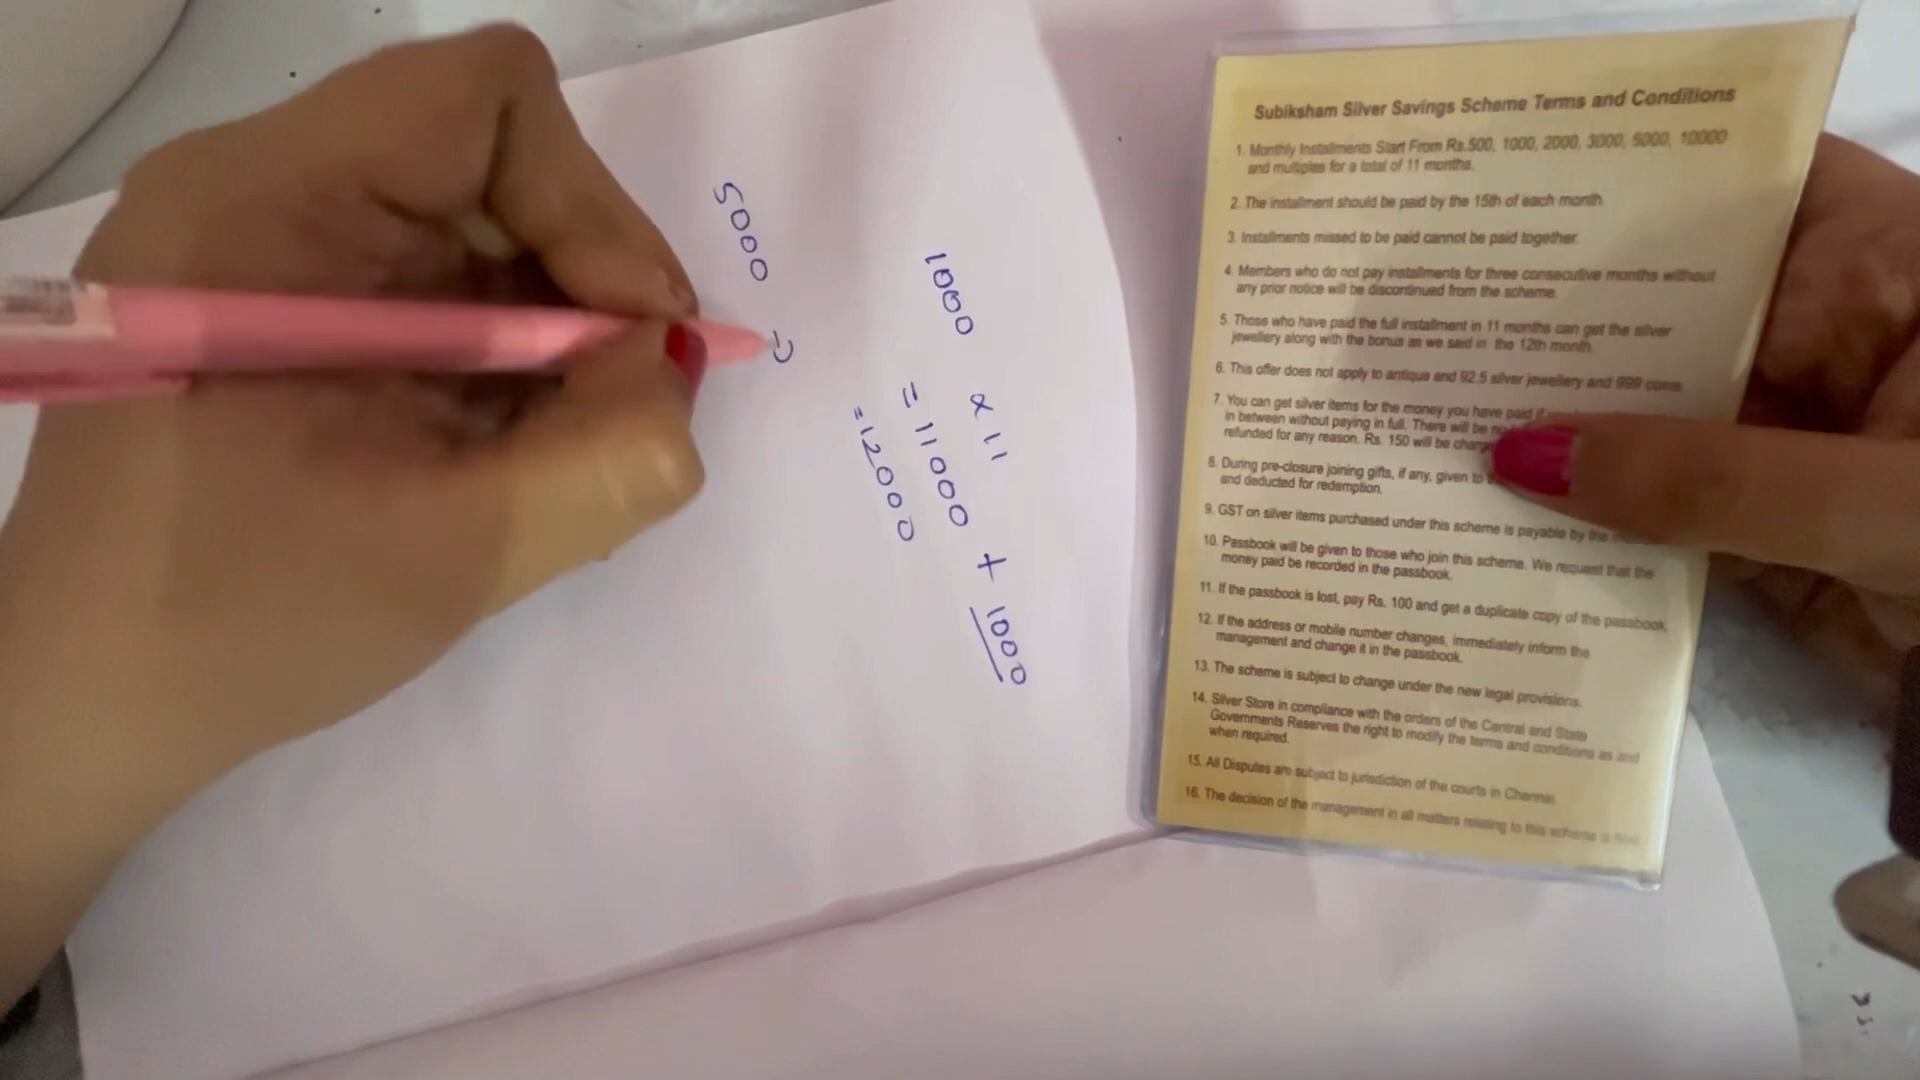 1000 x 11
= 11000 + 1000
= 12000
5000
Subiksham Silver Savings Scheme Terms and Conditions
1. Monthly Installments Start From Rs.500, 1000, 2000, 3000, 5000, 10000
and multiples for a total of 11 months.
2. The installment should be paid by the 15th of each month.
3. Installments missed to be paid cannot be paid together.
4. Members who do not pay installments for three consecutive months without
any prior notice will be discontinued from the scheme.
5. Those who have paid the full installment in 11 months can get the silver
jewellery along with the bonus as we said in the 12th month.
6. This offer does not apply to antique and 92.5 silver jewellery and 999 coins.
7. You can get silver items for the money you have paid if
in between without paying in full. There will be no
refunded for any reason. Rs. 150 will be
8. During pre-closure joining gifts, if any, given to
and deducted for redemption.
9. GST on silver items purchased under this scheme is payable by the
10. Passbook will be given to those who join this scheme. We request that the
money paid be recorded in the passbook.
11. If the passbook is lost, pay Rs. 100 and get a duplicate copy of the passbook.
12. If the address or mobile number changes, immediately inform the
management and change it in the passbook.
13. The scheme is subject to change under the new legal provisions.
14. Silver Store in compliance with the orders of the Central and State
Governments Reserves the right to modify the terms and conditions as and
when required.
15. All Disputes are subject to jurisdiction of the courts in Chennai.
16. The decision of the management in all matters relating to this scheme is final.